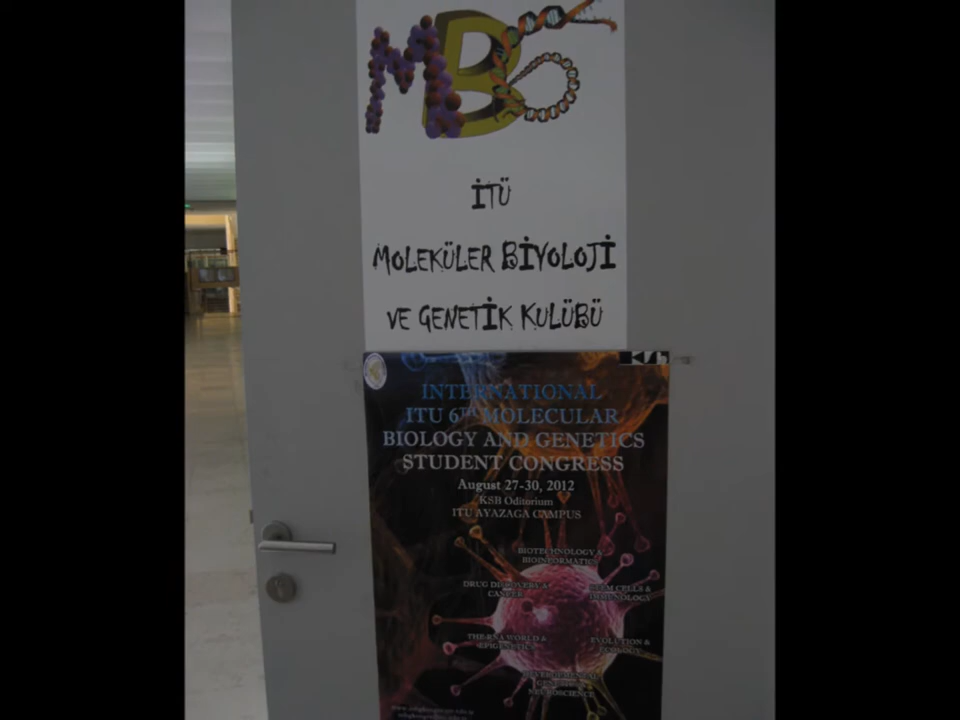 MBG
İTÜ
MOLEKÜLER BİYOLOJİ
VE GENETİK KULÜBÜ
INTERNATIONAL
ITU 6TH MOLECULAR
BIOLOGY AND GENETICS
STUDENT CONGRESS
August 27-30, 2012
KSB Oditorium
ITU AYAZAGA CAMPUS
BIOTECHNOLOGY &
BIOINFORMATICS
DRUG DISCOVERY &
CANCER
STEM CELLS &
IMMUNOLOGY
THE RNA WORLD &
EPIGENETICS
EVOLUTION &
ECOLOGY
NEUROSCIENCE